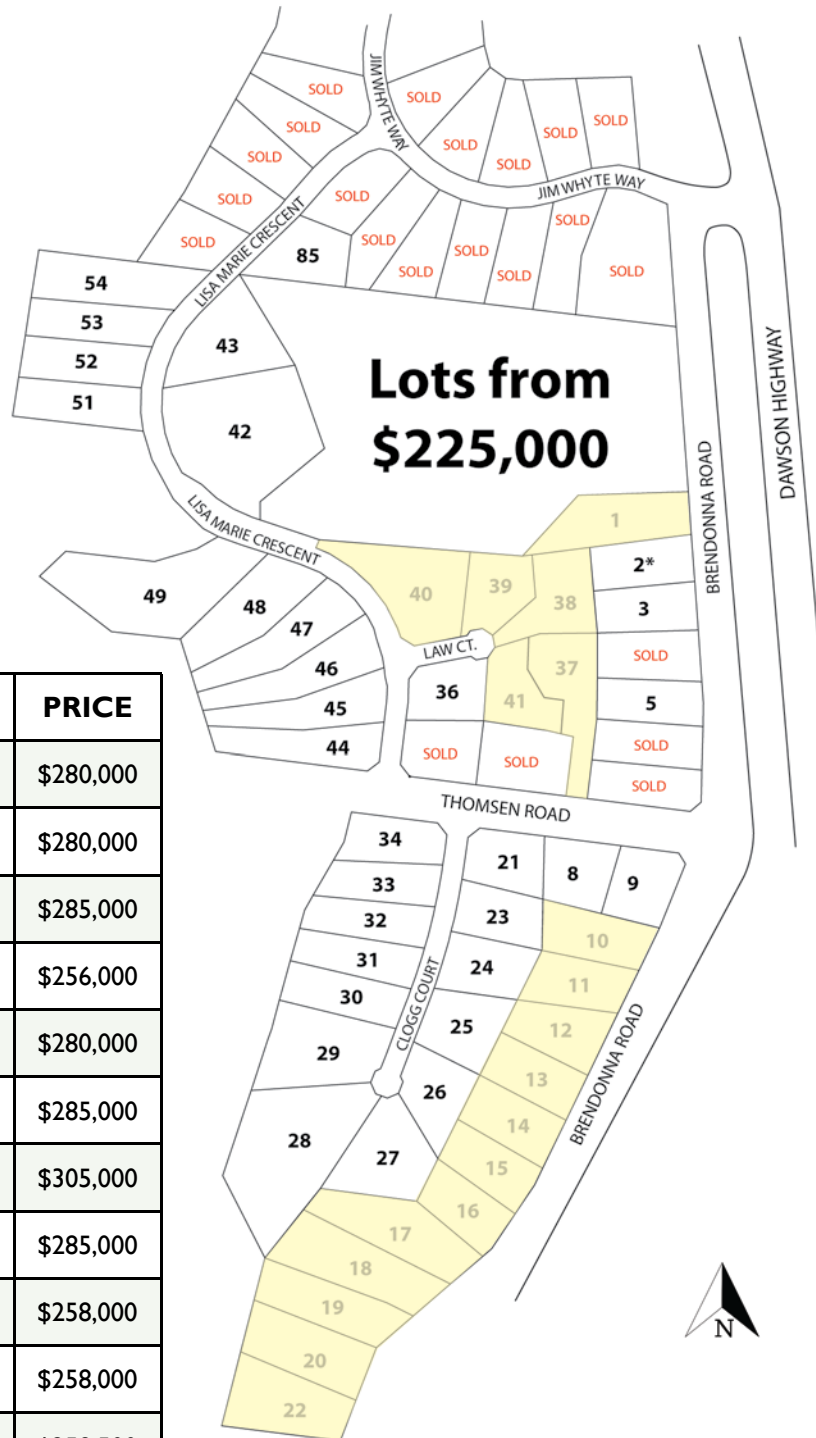 JIM WHYTE WAY
SOLD
SOLD
SOLD
SOLD
SOLD
SOLD
SOLD
SOLD
SOLD
SOLD
JIM WHYTE WAY
SOLD
SOLD
SOLD
SOLD
SOLD
SOLD
SOLD
SOLD
LISA MARIE CRESCENT
85
54
53
52
51
43
42
Lots from
$225,000
DAWSON HIGHWAY
BRENDONNA ROAD
LISA MARIE CRESCENT
1
2*
3
SOLD
5
SOLD
SOLD
40
39
38
37
41
LAW CT.
36
SOLD
SOLD
49
48
47
46
45
44
THOMSEN ROAD
PRICE
$280,000
$280,000
$285,000
$256,000
$280,000
$285,000
$305,000
$285,000
$258,000
$258,000
34
33
32
31
30
29
28
27
26
25
24
23
21
8
9
CLOGG COURT
10
11
12
13
14
15
16
17
18
19
20
22
BRENDONNA ROAD
N